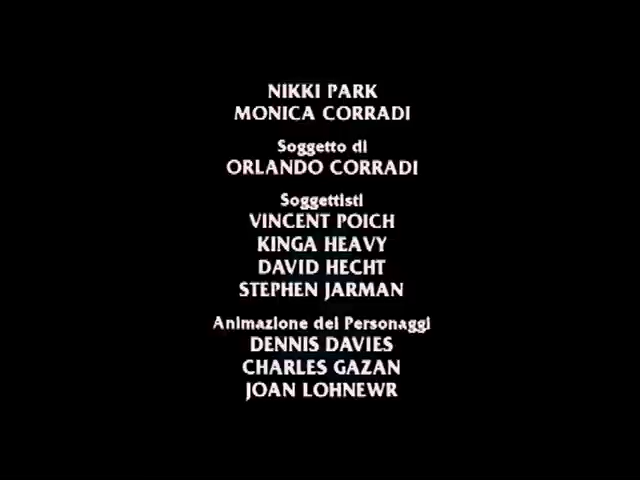 NIKKI PARK
MONICA CORRADI
Soggetto di
ORLANDO CORRADI
Soggettisti
VINCENT POICH
KINGA HEAVY
DAVID HECHT
STEPHEN JARMAN
Animazione dei Personaggi
DENNIS DAVIES
CHARLES GAZAN
JOAN LOHNEWR